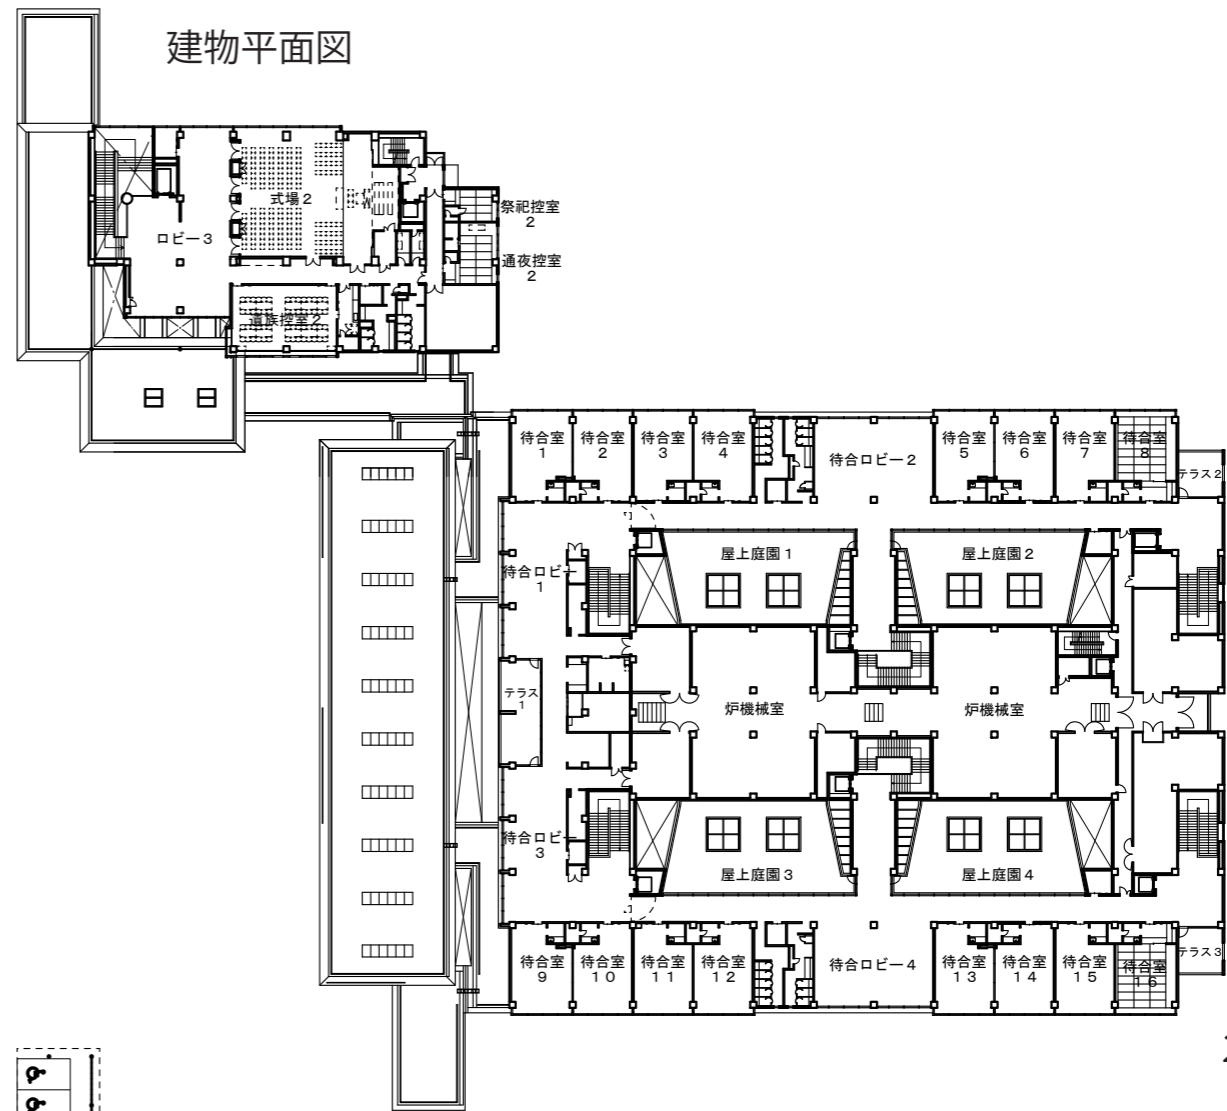 建物平面図
式場2
祭祀控室
2
ロビー3
通夜控室
2
遺族控室2
待合室
1
待合室
2
待合室
3
待合室
4
待合ロビー2
待合室
5
待合室
6
待合室
7
待合室
8
テラス2
屋上庭園1
屋上庭園2
待合ロビー
1
テラス
1
炉機械室
炉機械室
待合ロビー
3
屋上庭園3
屋上庭園4
待合室
9
待合室
10
待合室
11
待合室
12
待合ロビー4
待合室
13
待合室
14
待合室
15
待合室
16
テラス3